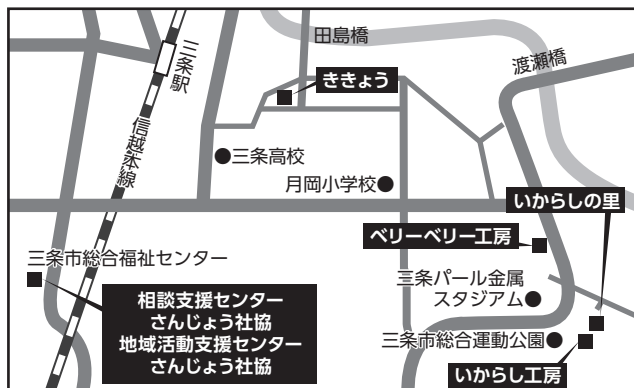 田島橋
渡瀬橋
三条駅
ききょう
信越本線
三条高校
月岡小学校
いからしの里
ベリーベリー工房
三条市総合福祉センター
三条パール金属
スタジアム
相談支援センター
さんじょう社協
地域活動支援センター
さんじょう社協
三条市総合運動公園
いからし工房